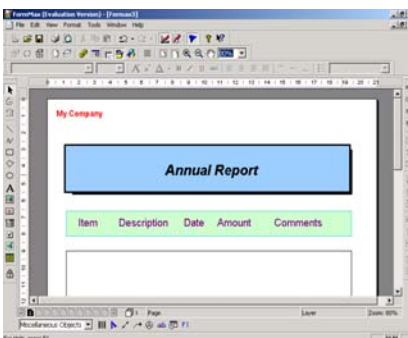 FormMax (Evaluation Version) - [Formax3]
File Edit View Format Tools Window Help
My Company
Annual Report
Item Description Date Amount Comments
Page Layer Zoom: 80%
Miscellaneous Objects